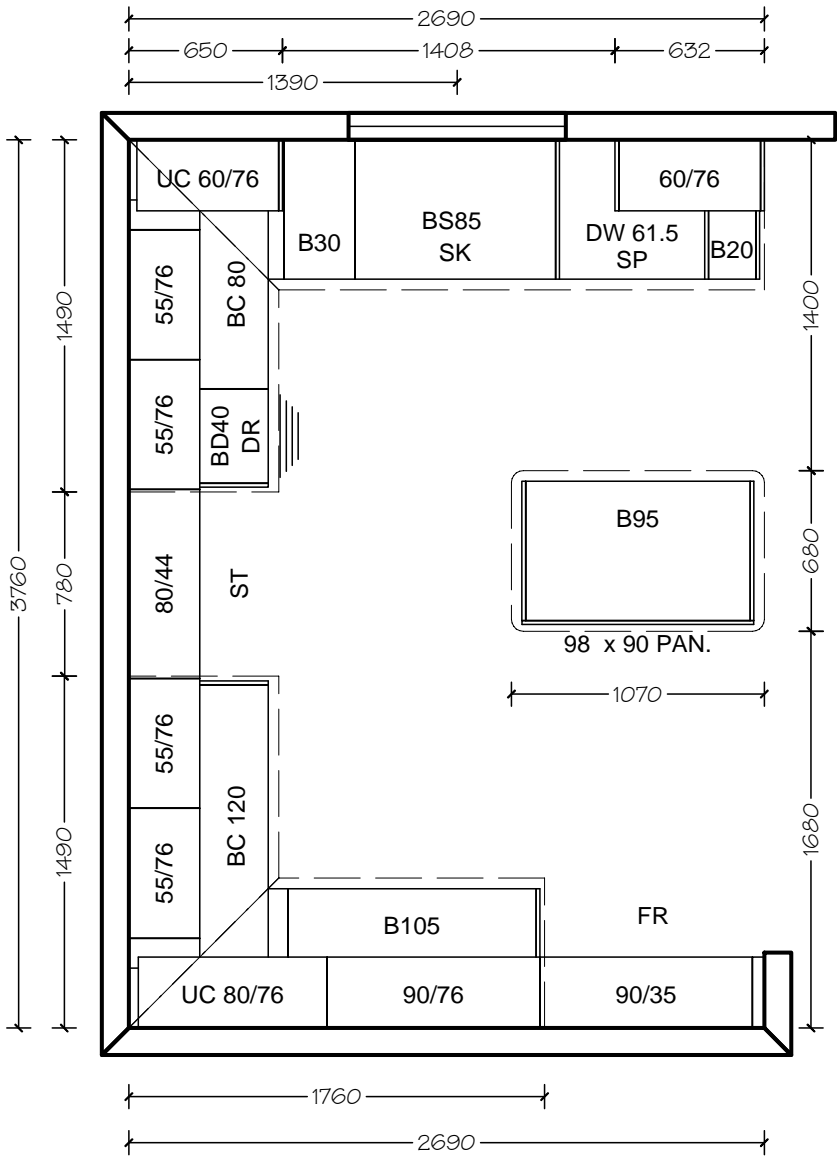 2690
650
1408
632
1390
UC 60/76
60/76
B30
BS85
SK
DW 61.5
SP
B20
55/76
BC 80
1490
1400
55/76
BD40
DR
B95
680
3760
780
80/44
ST
98 x 90 PAN.
1070
55/76
1490
55/76
BC 120
1680
B105
FR
UC 80/76
90/76
90/35
1760
2690